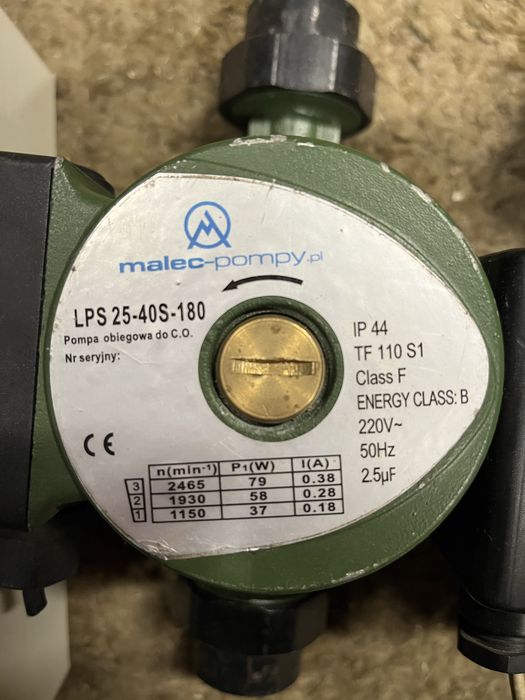 malec-pompy.pl
LPS 25-40S-180
Pompa obiegowa do C.O.
Nr seryjny:
IP 44
TF 110 S1
Class F
ENERGY CLASS: B
220V~
50Hz
2.5µF
CE
n(min-1) P1(W) I(A)
3 2465 79 0.38
2 1930 58 0.28
1 1150 37 0.18